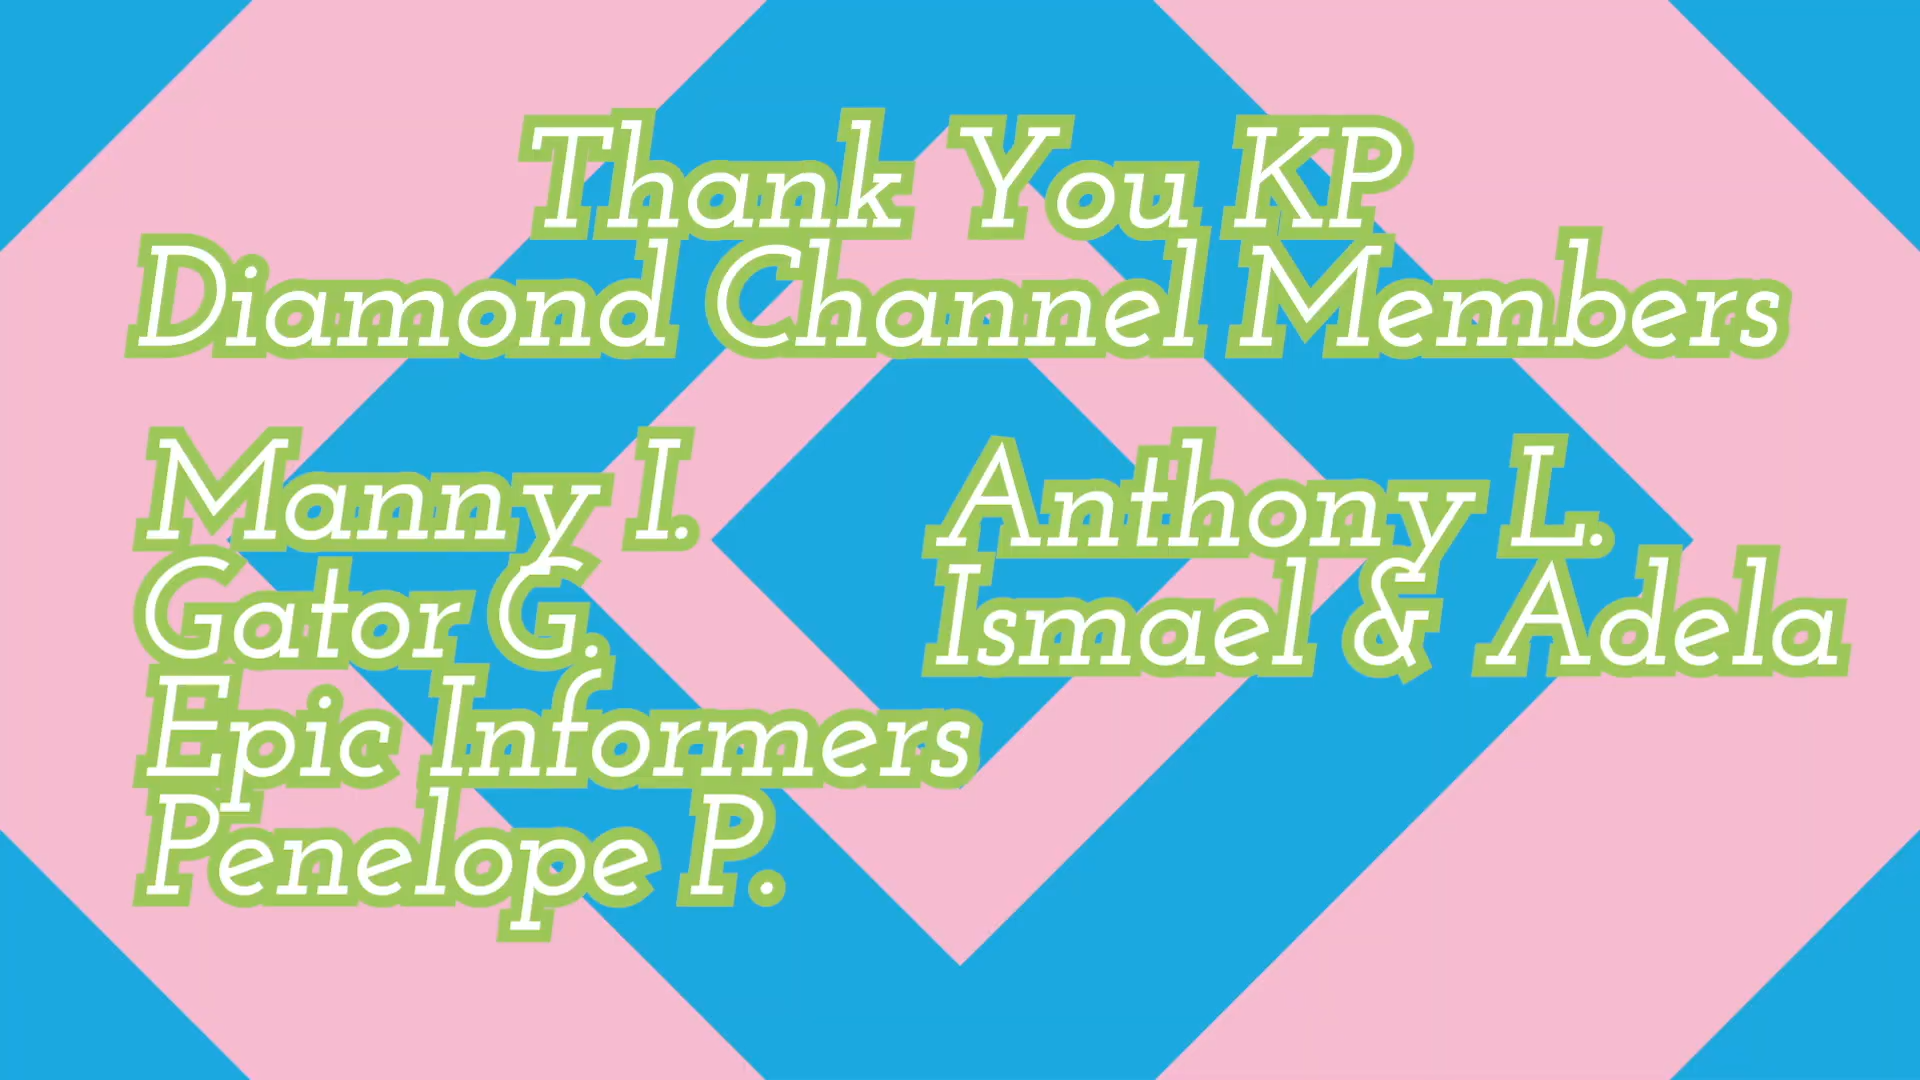 Thank You KP
Diamond Channel Members
Manny I.
Gator G.
Epic Informers
Penelope P.
Anthony L.
Ismael & Adela